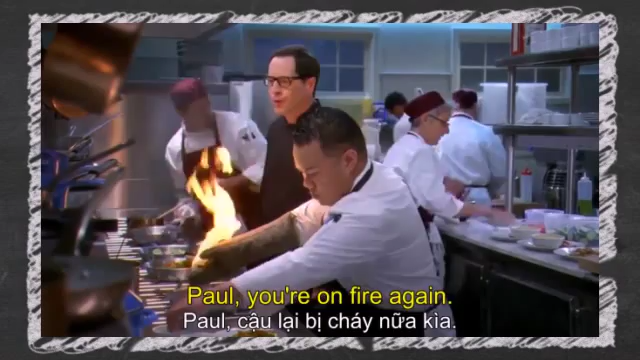 Paul, you're on fire again.
Paul, cậu lại bị cháy nữa kìa.